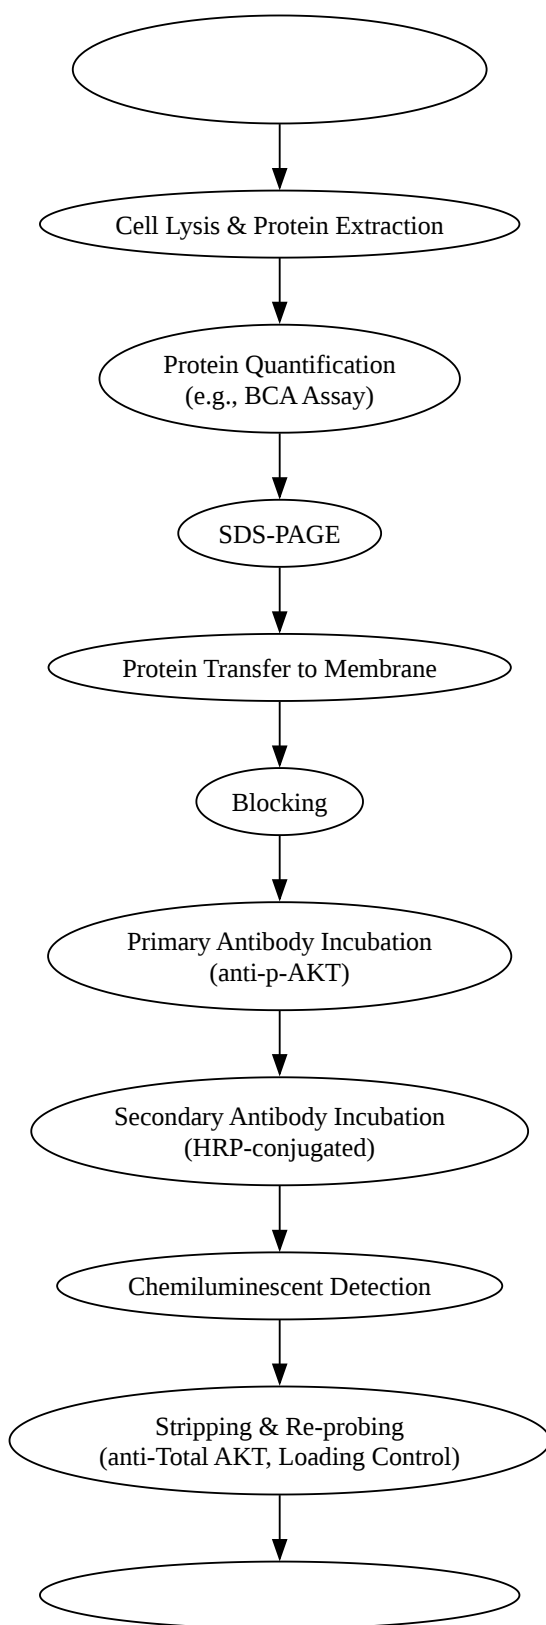 Cell Lysis & Protein Extraction
Protein Quantification
(e.g., BCA Assay)
SDS-PAGE
Protein Transfer to Membrane
Blocking
Primary Antibody Incubation
(anti-p-AKT)
Secondary Antibody Incubation
(HRP-conjugated)
Chemiluminescent Detection
Stripping & Re-probing
(anti-Total AKT, Loading Control)